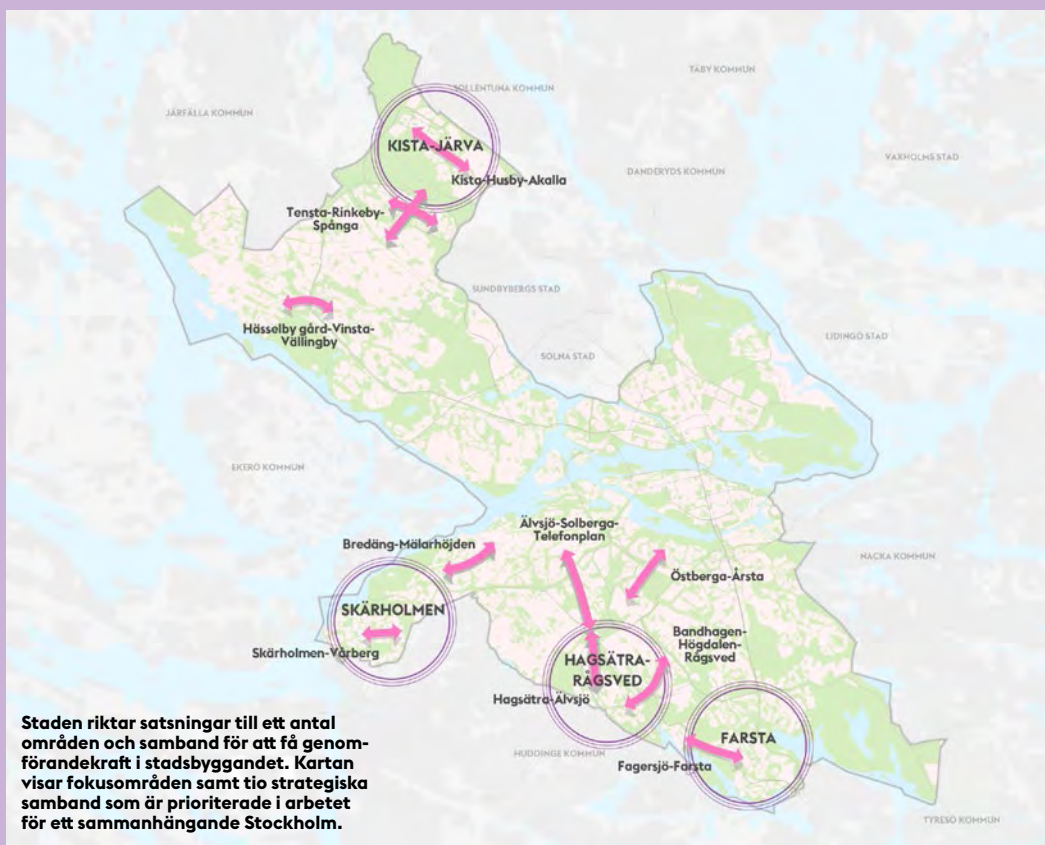 TÄBY KOMMUN
SOLLENTUNA KOMMUN
JÄRFÄLLA KOMMUN
KISTA-JÄRVA
VAXHOLMS STAD
DANDERYDS KOMMUN
Kista-Husby-Akalla
Tensta-Rinkeby-
Spånga
SUNDBYBERGS STAD
Hässelby gård-Vinsta-
Vällingby
LIDINGÖ STAD
SOLNA STAD
EKERÖ KOMMUN
Älvsjö-Solberga-
Telefonplan
Bredäng-Mälarhöjden
NACKA KOMMUN
Östberga-Årsta
SKÄRHOLMEN
Bandhagen-
Högdalen-
Rågsved
Skärholmen-Vårberg
HAGSÄTRA-
RÅGSVED
Hagsätra-Älvsjö
FARSTA
HUDDINGE KOMMUN
Fagersjö-Farsta
TYRESÖ KOMMUN
Staden riktar satsningar till ett antal
områden och samband för att få genom-
förandekraft i stadsbyggandet. Kartan
visar fokusområden samt tio strategiska
samband som är prioriterade i arbetet
för ett sammanhängande Stockholm.